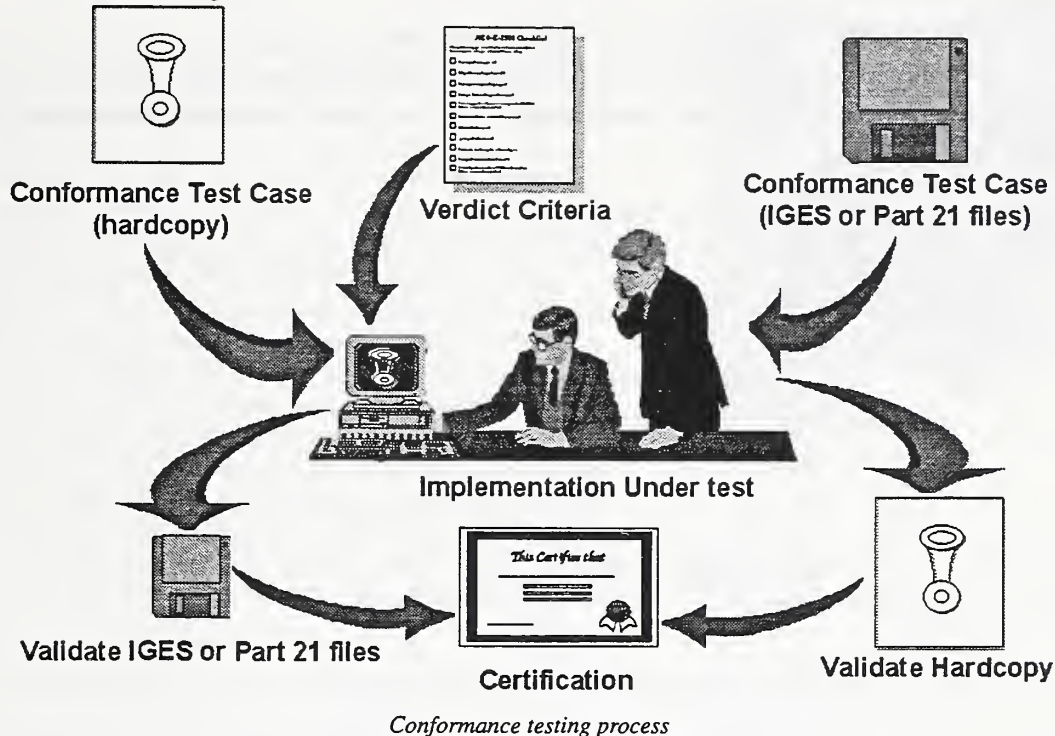 Conformance Test Case
(hardcopy)
Verdict Criteria
Conformance Test Case
(IGES or Part 21 files)
Implementation Under test
This Certifies that
Validate IGES or Part 21 files
Certification
Validate Hardcopy
Conformance testing process